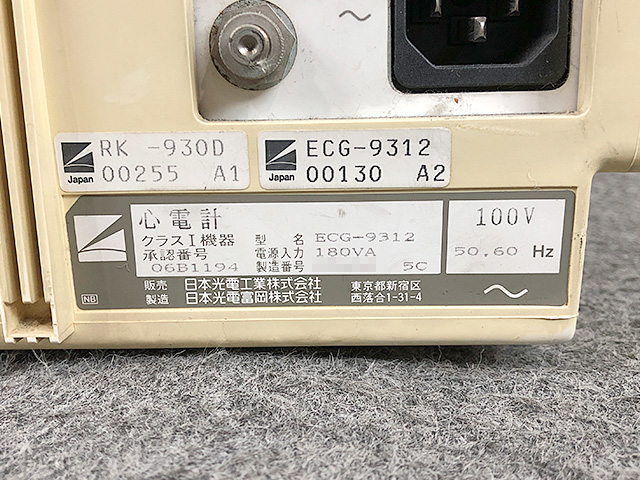 RK -930D
00255 A1
Japan
ECG-9312
00130 A2
Japan
心電計
クラスⅠ機器 型名 ECG-9312
承認番号 電源入力 180VA
06B1194 製造番号 5C
100V
50,60 Hz
NB
販売 日本光電工業株式会社 東京都新宿区
製造 日本光電富岡株式会社 西落合1-31-4